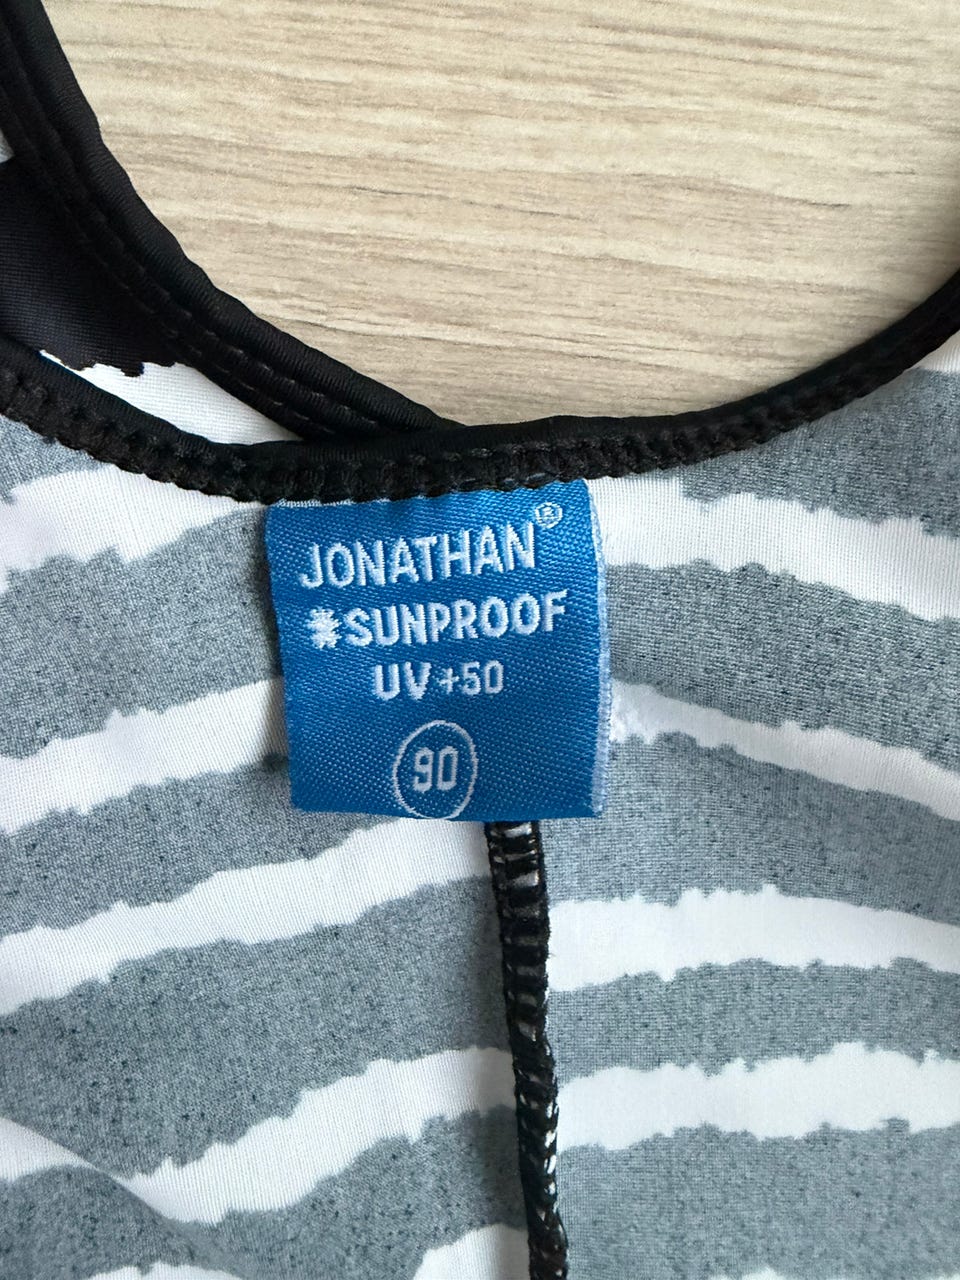 JONATHAN®
SUNPROOF
UV+50
90